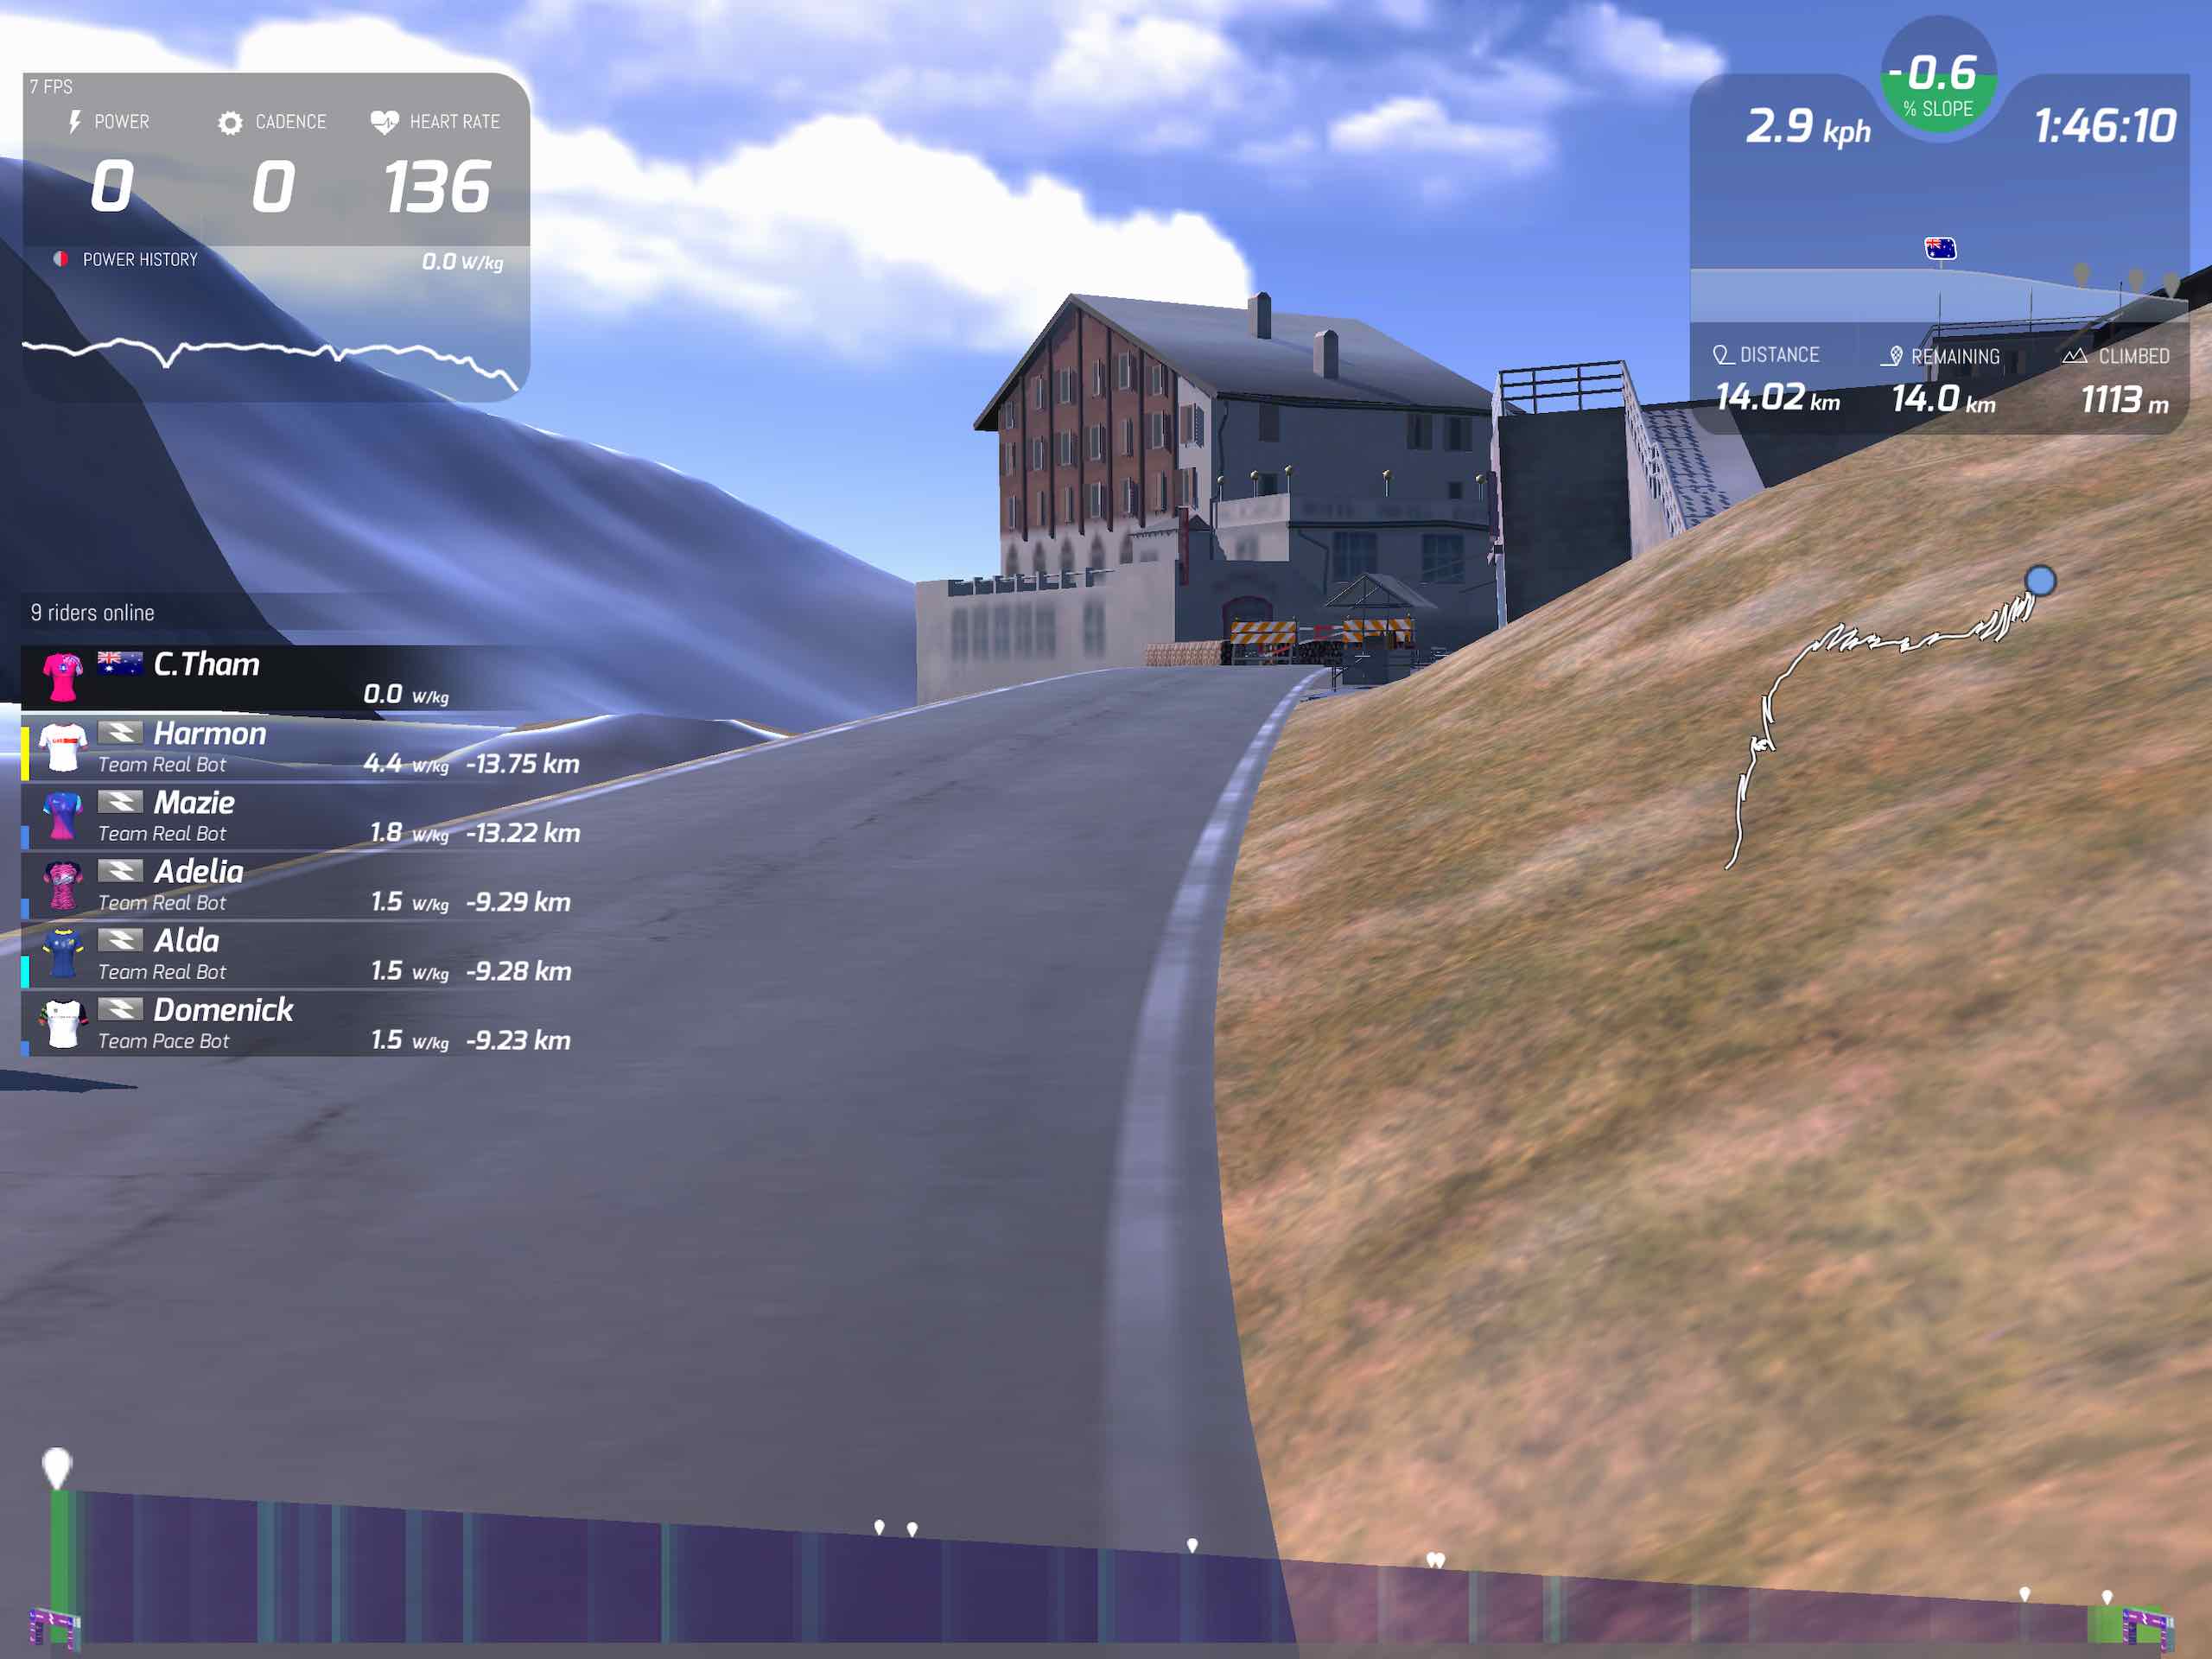 7 FPS
POWER CADENCE HEART RATE
0 0 136
POWER HISTORY 0.0 W/kg
-0.6
% SLOPE
2.9 kph 1:46:10
DISTANCE REMAINING CLIMBED
14.02 km 14.0 km 1113 m
9 riders online
C.Tham
0.0 W/kg
Harmon
Team Real Bot 4.4 W/kg -13.75 km
Mazie
Team Real Bot 1.8 W/kg -13.22 km
Adelia
Team Real Bot 1.5 W/kg -9.29 km
Alda
Team Real Bot 1.5 W/kg -9.28 km
Domenick
Team Pace Bot 1.5 W/kg -9.23 km